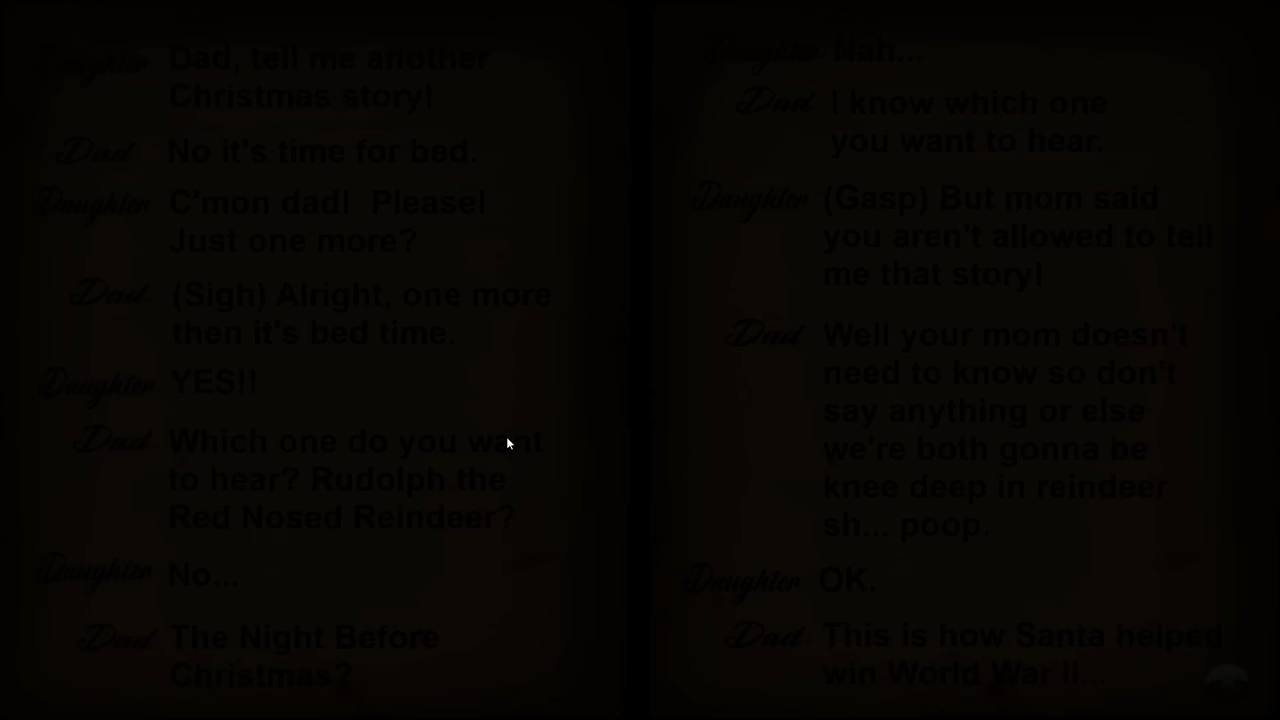 Daughter Dad, tell me another
Christmas story!
Dad No it's time for bed.
Daughter C'mon dad! Please!
Just one more?
Dad (Sigh) Alright, one more
then it's bed time.
Daughter YES!!
Dad Which one do you want
to hear? Rudolph the
Red Nosed Reindeer?
Daughter No...
Dad The Night Before
Christmas?
Daughter Nah...
Dad I know which one
you want to hear.
Daughter (Gasp) But mom said
you aren't allowed to tell
me that story!
Dad Well your mom doesn't
need to know so don't
say anything or else
we're both gonna be
knee deep in reindeer
sh... poop.
Daughter OK.
Dad This is how Santa helped
win World War II...